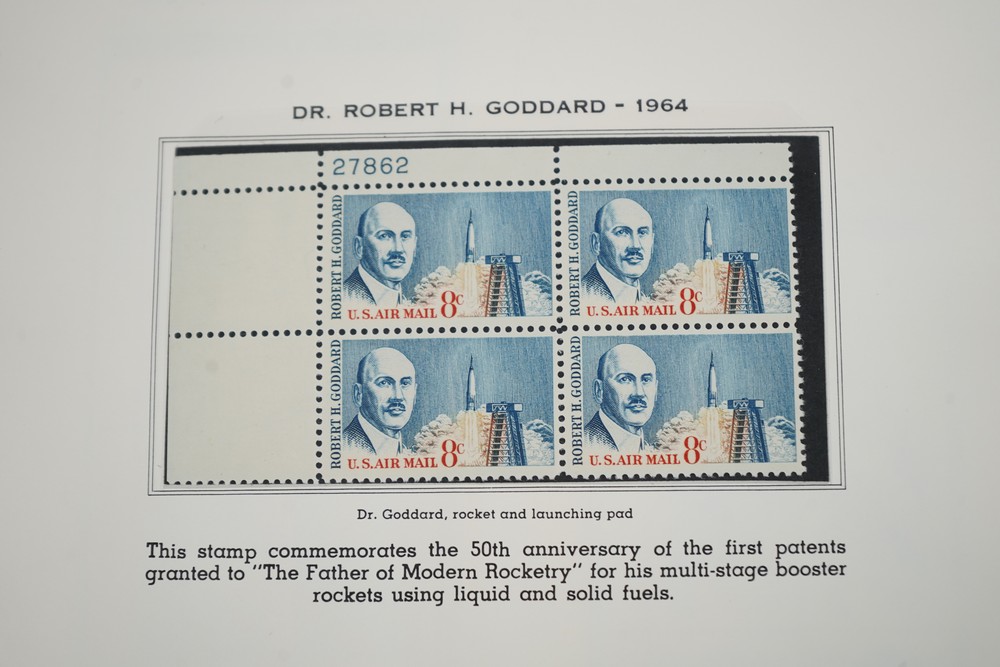 DR. ROBERT H. GODDARD - 1964
27862
ROBERT H. GODDARD
U.S. AIR MAIL 8c
ROBERT H. GODDARD
U.S. AIR MAIL 8c
ROBERT H. GODDARD
U.S. AIR MAIL 8c
ROBERT H. GODDARD
U.S. AIR MAIL 8c
Dr. Goddard, rocket and launching pad
This stamp commemorates the 50th anniversary of the first patents
granted to "The Father of Modern Rocketry" for his multi-stage booster
rockets using liquid and solid fuels.